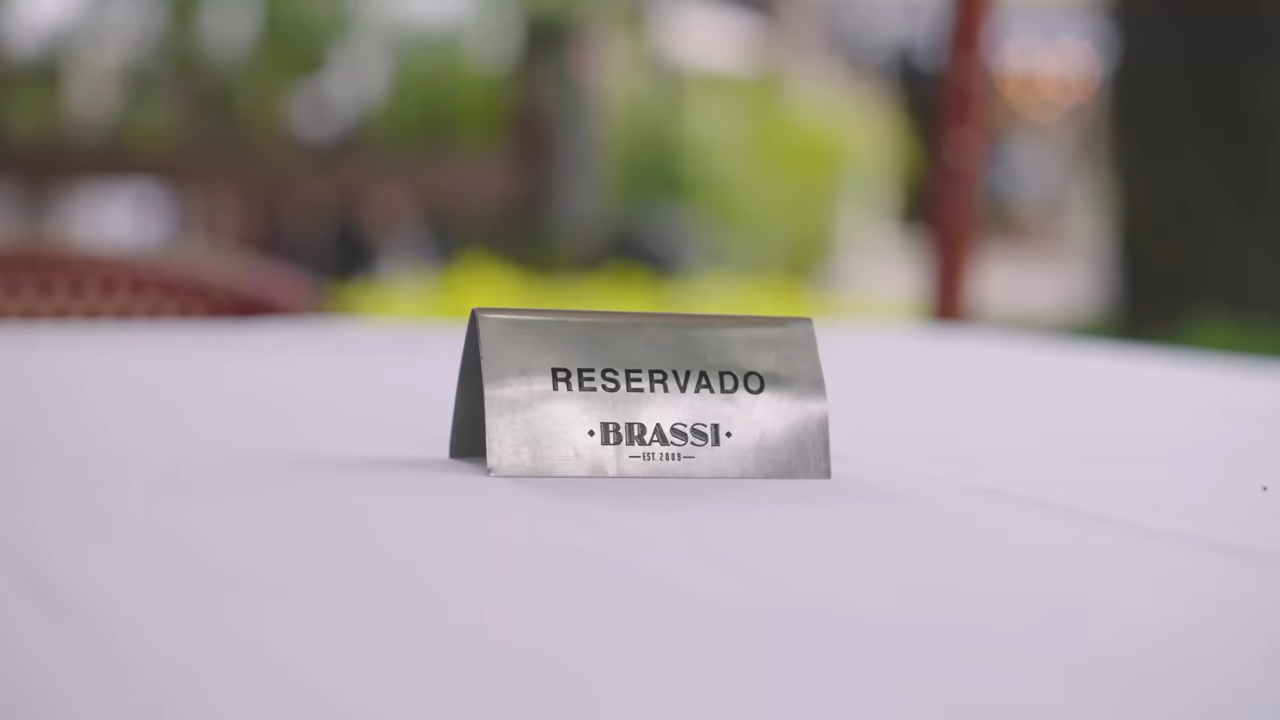 RESERVADO
·BRASSI·
—EST. 2009—